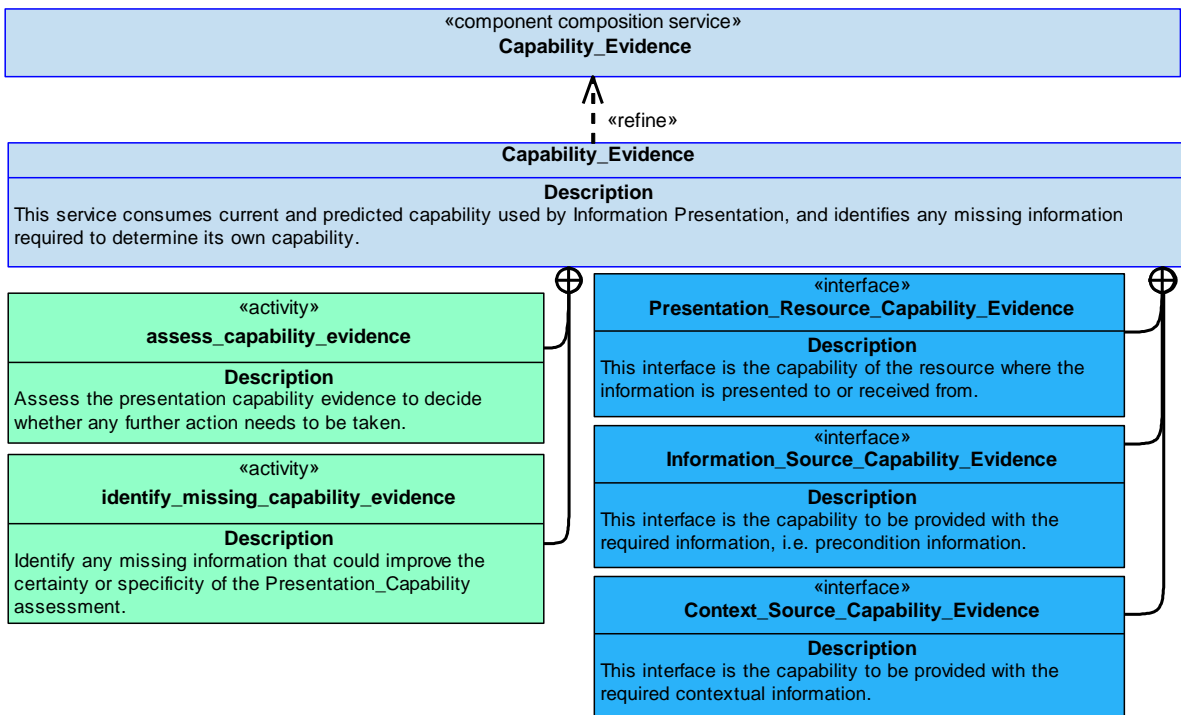 «component composition service»
Capability_Evidence
«refine»
Capability_Evidence
Description
This service consumes current and predicted capability used by Information Presentation, and identifies any missing information
required to determine its own capability.
«activity»
assess_capability_evidence
Description
Assess the presentation capability evidence to decide
whether any further action needs to be taken.
«activity»
identify_missing_capability_evidence
Description
Identify any missing information that could improve the
certainty or specificity of the Presentation_Capability
assessment.
«interface»
Presentation_Resource_Capability_Evidence
Description
This interface is the capability of the resource where the
information is presented to or received from.
«interface»
Information_Source_Capability_Evidence
Description
This interface is the capability to be provided with the
required information, i.e. precondition information.
«interface»
Context_Source_Capability_Evidence
Description
This interface is the capability to be provided with the
required contextual information.